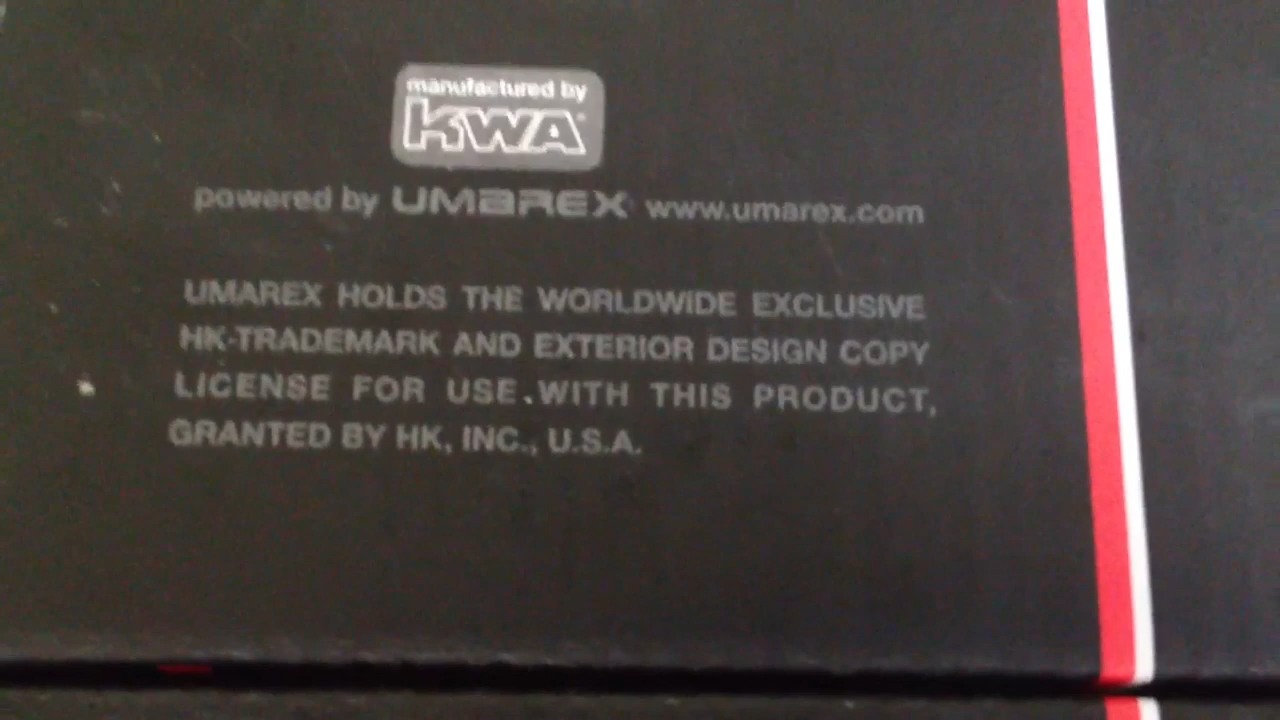 manufactured by
KWA
powered by UMAREX www.umarex.com
UMAREX HOLDS THE WORLDWIDE EXCLUSIVE
HK-TRADEMARK AND EXTERIOR DESIGN COPY
LICENSE FOR USE WITH THIS PRODUCT,
GRANTED BY HK, INC., U.S.A.